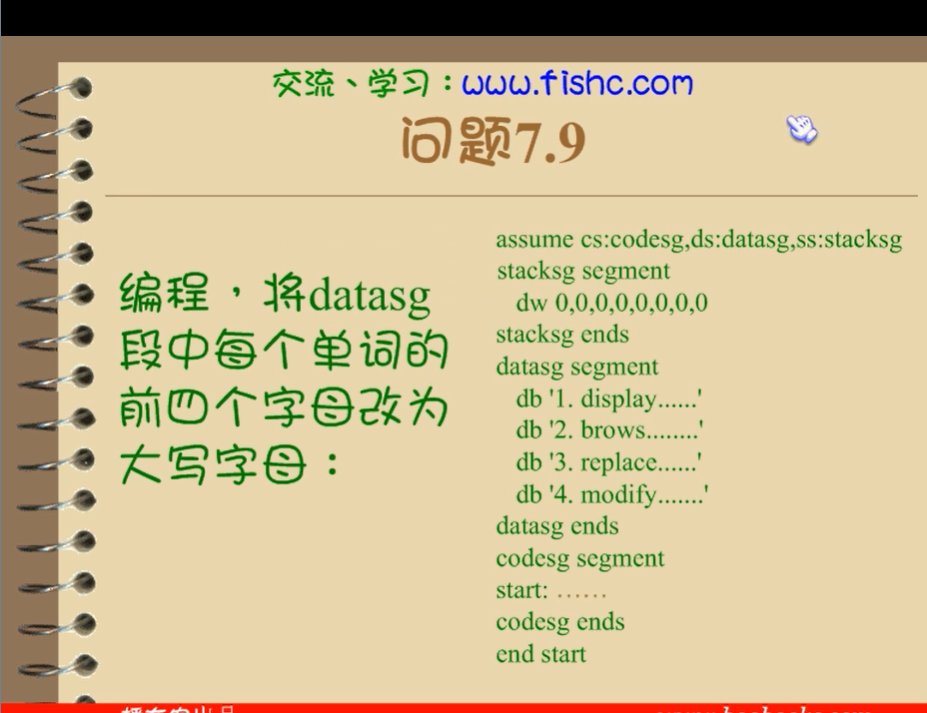 交流、学习：www.fishc.com
问题7.9
编程，将datasg
段中每个单词的
前四个字母改为
大写字母：
assume cs:codesg,ds:datasg,ss:stacksg
stacksg segment
dw 0,0,0,0,0,0,0,0
stacksg ends
datasg segment
db '1. display......'
db '2. brows........'
db '3. replace......'
db '4. modify.......'
datasg ends
codesg segment
start: ……
codesg ends
end start